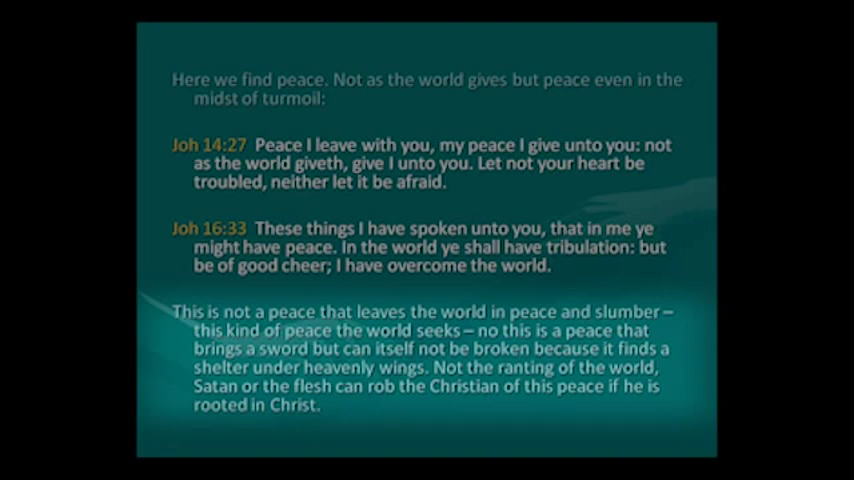 Here we find peace. Not as the world gives but peace even in the
midst of turmoil:
Joh 14:27 Peace I leave with you, my peace I give unto you: not
as the world giveth, give I unto you. Let not your heart be
troubled, neither let it be afraid.
Joh 16:33 These things I have spoken unto you, that in me ye
might have peace. In the world ye shall have tribulation: but
be of good cheer; I have overcome the world.
This is not a peace that leaves the world in peace and slumber –
this kind of peace the world seeks – no this is a peace that
brings a sword but can itself not be broken because it finds a
shelter under heavenly wings. Not the ranting of the world,
Satan or the flesh can rob the Christian of this peace if he is
rooted in Christ.